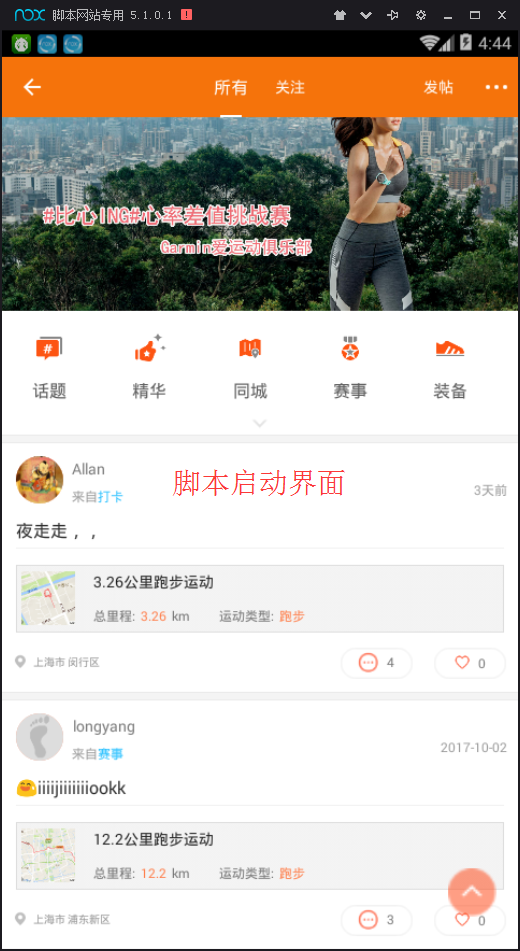 nox 脚本网站专用 5.1.0.1
4:44
所有 关注 发帖
#比心ING#心率差值挑战赛
Garmin爱运动俱乐部
#
话题 精华 同城 赛事 装备
Allan
来自打卡
脚本启动界面
3天前
夜走走，，
3.26公里跑步运动
总里程: 3.26 km 运动类型: 跑步
上海市 闵行区 4 0
longyang
来自赛事
2017-10-02
😄iiiijiiiiiiiookk
12.2公里跑步运动
总里程: 12.2 km 运动类型: 跑步
上海市 浦东新区 3 0